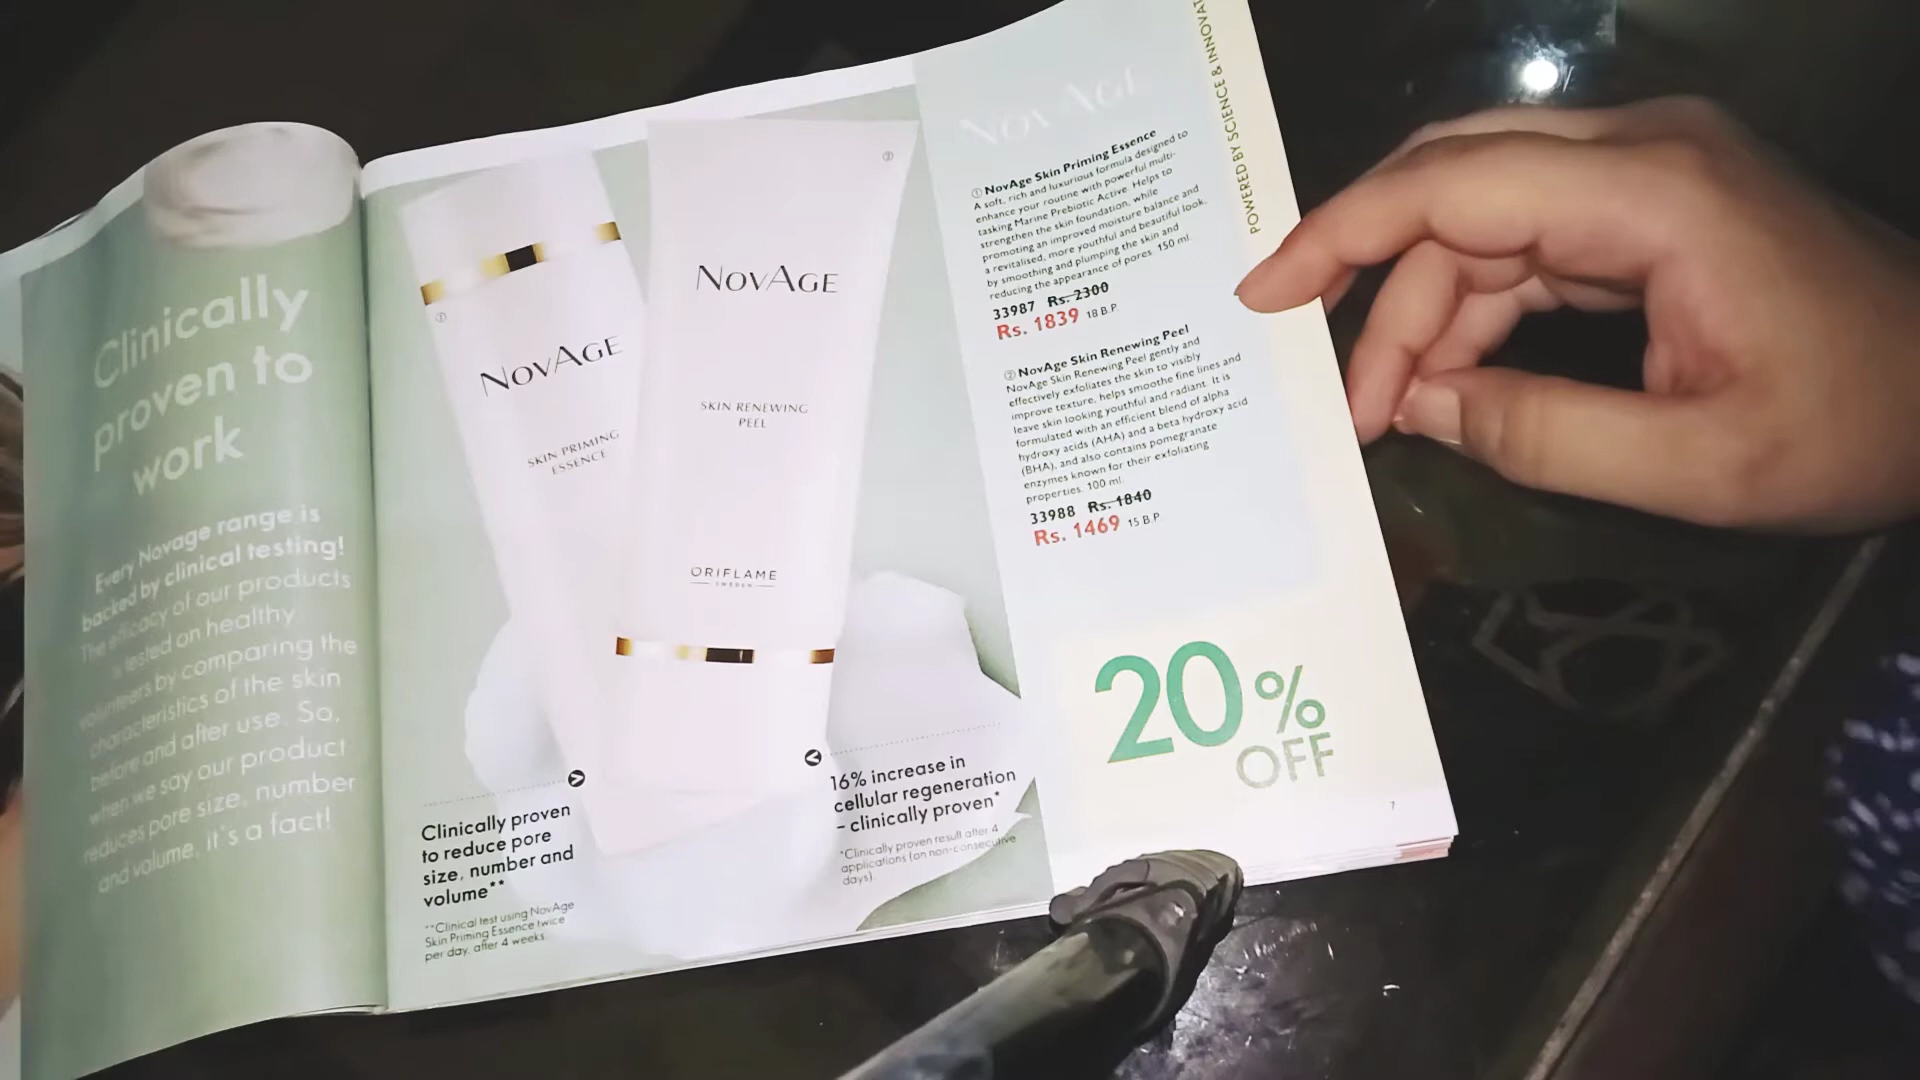 Clinically
proven to
work
Every Novage range is
backed by clinical testing!
The efficacy of our products
is tested on healthy
volunteers by comparing the
characteristics of the skin
before and after use. So,
when we say our product
reduces pore size, number
and volume, it's a fact!
①
NOVAGE
SKIN PRIMING
ESSENCE
②
NOVAGE
SKIN RENEWING
PEEL
ORIFLAME
SWEDEN
Clinically proven
to reduce pore
size, number and
volume**
**Clinical test using NovAge
Skin Priming Essence twice
per day, after 4 weeks.
16% increase in
cellular regeneration
– clinically proven*
*Clinically proven result after 4
applications (on non-consecutive
days).
NOVAGE
① NovAge Skin Priming Essence
A soft, rich and luxurious formula designed to
enhance your routine with powerful multi-
tasking Marine Prebiotic Active. Helps to
strengthen the skin foundation, while
promoting an improved moisture balance and
a revitalised, more youthful and beautiful look,
by smoothing and plumping the skin and
reducing the appearance of pores. 150 ml.
33987 Rs. 2300
Rs. 1839 18 B.P.
② NovAge Skin Renewing Peel
NovAge Skin Renewing Peel gently and
effectively exfoliates the skin to visibly
improve texture, helps smoothe fine lines and
leave skin looking youthful and radiant. It is
formulated with an efficient blend of alpha
hydroxy acids (AHA) and a beta hydroxy acid
(BHA), and also contains pomegranate
enzymes known for their exfoliating
properties. 100 ml.
33988 Rs. 1840
Rs. 1469 15 B.P.
20%
OFF
7
POWERED BY SCIENCE &